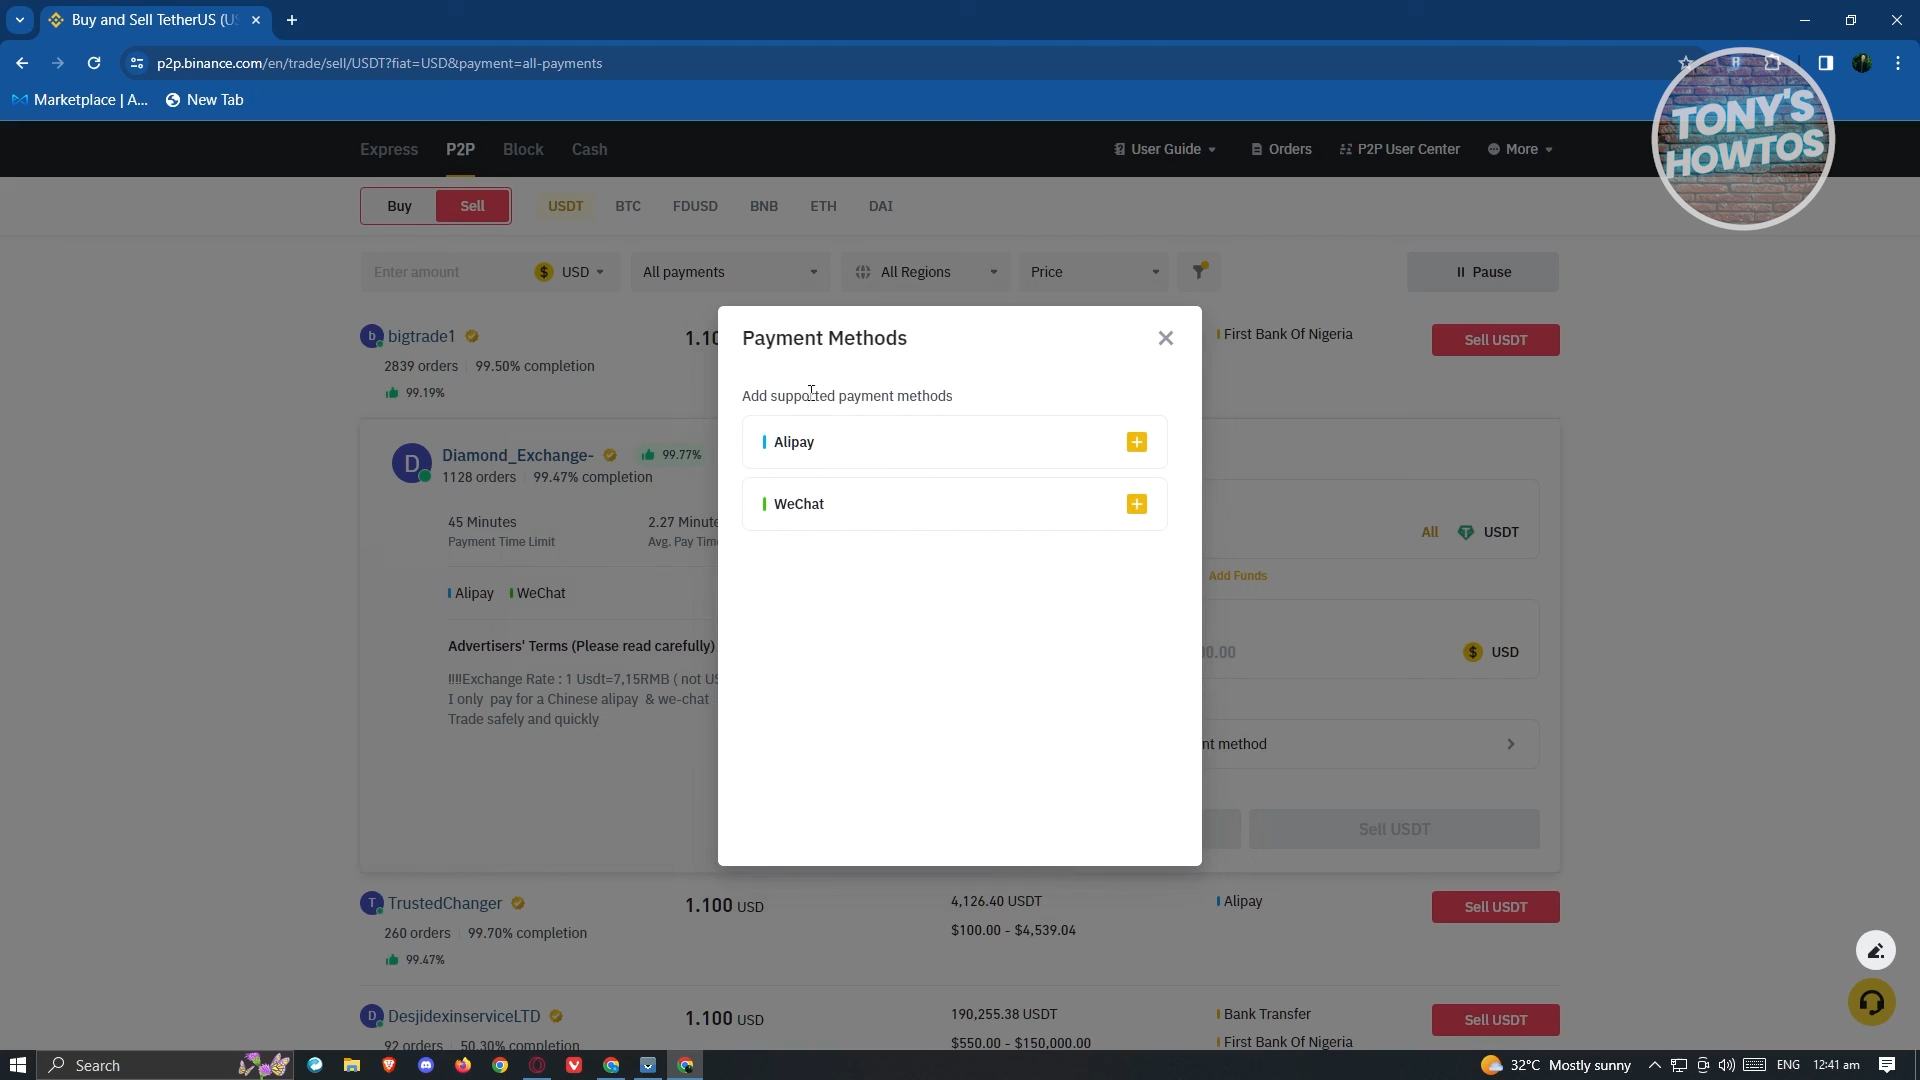 Buy and Sell TetherUS (US
p2p.binance.com/en/trade/sell/USDT?fiat=USD&payment=all-payments
Marketplace | A... New Tab
TONY'S
HOWTOS
Express P2P Block Cash User Guide Orders P2P User Center More
Buy Sell USDT BTC FDUSD BNB ETH DAI
Enter amount $ USD All payments All Regions Price Pause
b bigtrade1 1.10 First Bank Of Nigeria Sell USDT
2839 orders 99.50% completion
99.19%
Payment Methods
Add supported payment methods
Alipay
WeChat
D Diamond_Exchange- 99.77%
1128 orders 99.47% completion
45 Minutes 2.27 Minute
Payment Time Limit Avg. Pay Tim
Alipay WeChat
Advertisers' Terms (Please read carefully)
!!!!Exchange Rate : 1 Usdt=7,15RMB ( not US
I only pay for a Chinese alipay & we-chat
Trade safely and quickly
All USDT
Add Funds
00.00 $ USD
nt method
Sell USDT
T TrustedChanger 1.100 USD 4,126.40 USDT Alipay Sell USDT
260 orders 99.70% completion $100.00 - $4,539.04
99.47%
D DesjidexinserviceLTD 1.100 USD 190,255.38 USDT Bank Transfer Sell USDT
92 orders 50.30% completion $550.00 - $150,000.00 First Bank Of Nigeria
Search 32°C Mostly sunny ENG 12:41 am